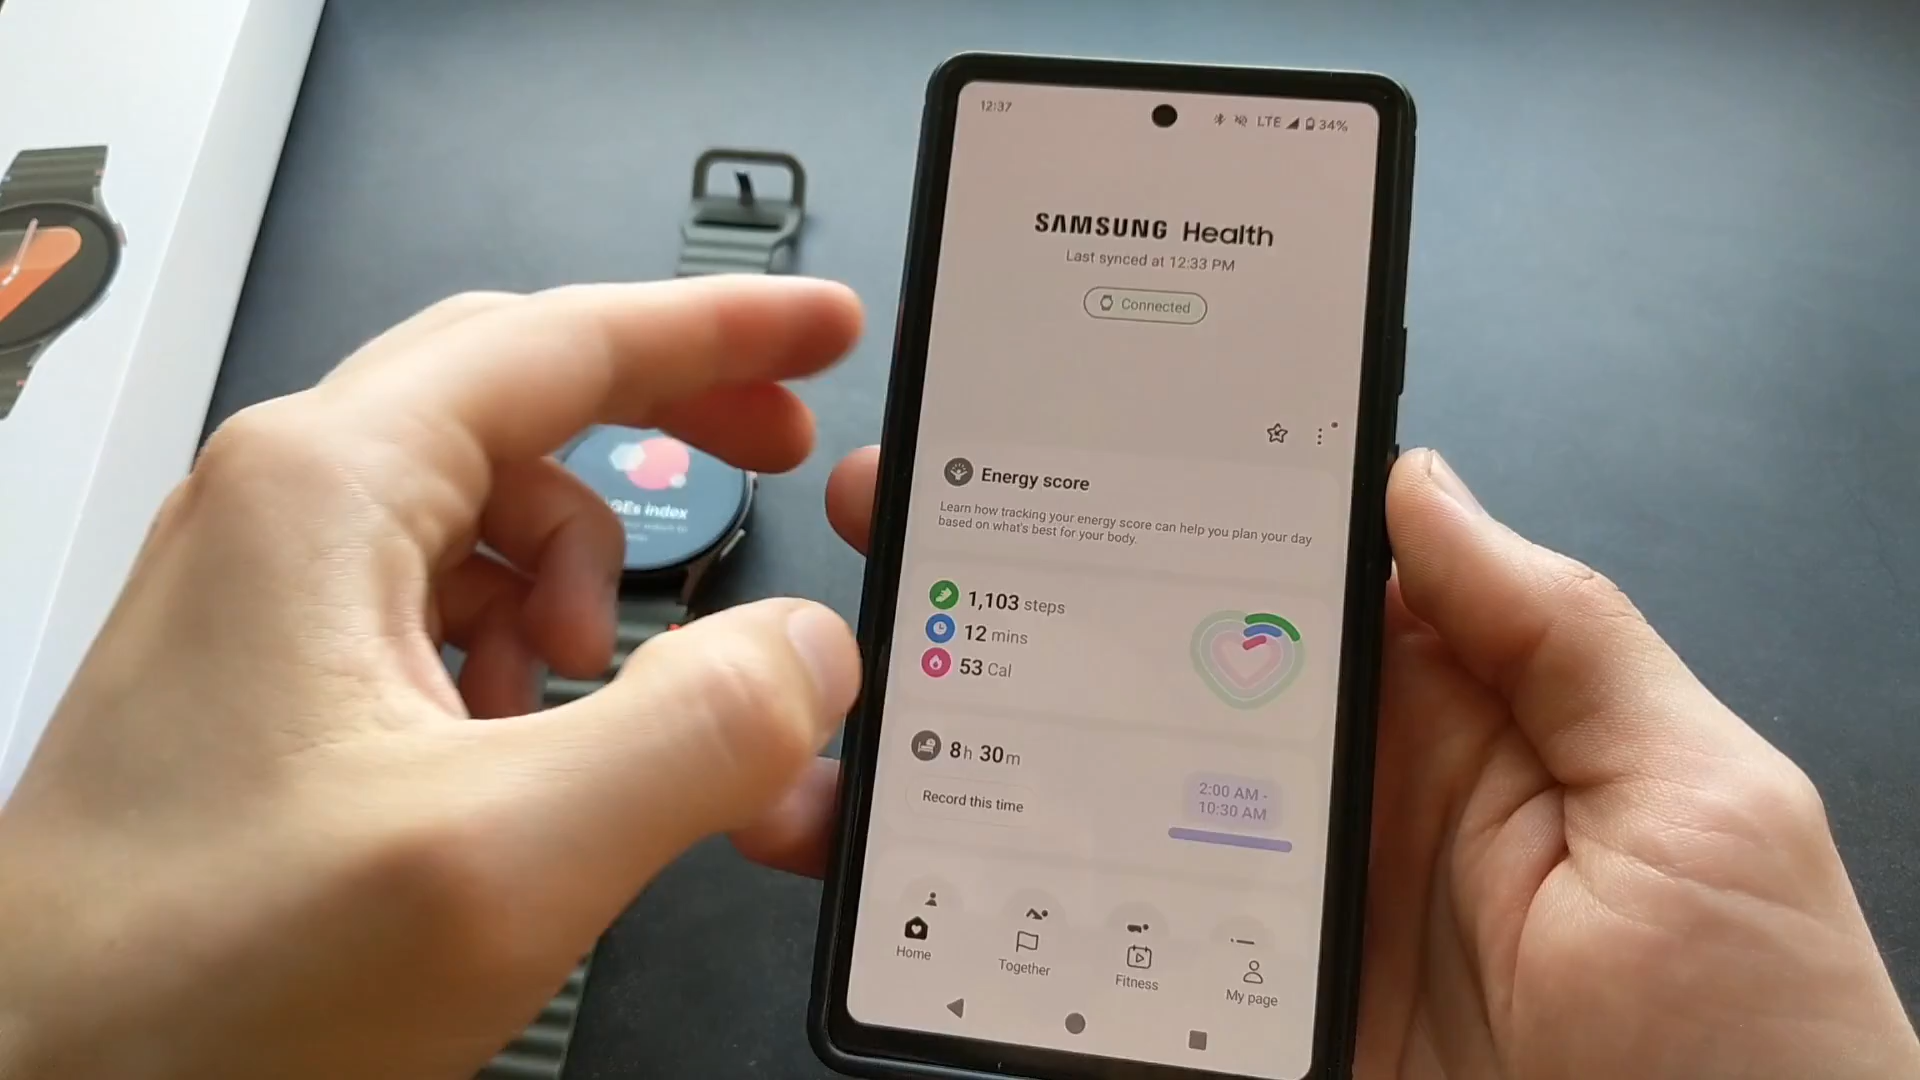 12:37
LTE 34%
SAMSUNG Health
Last synced at 12:33 PM
Connected
Energy score
Learn how tracking your energy score can help you plan your day
based on what's best for your body.
1,103 steps
12 mins
53 Cal
8h 30m
Record this time
2:00 AM -
10:30 AM
Home
Together
Fitness
My page
GEs index